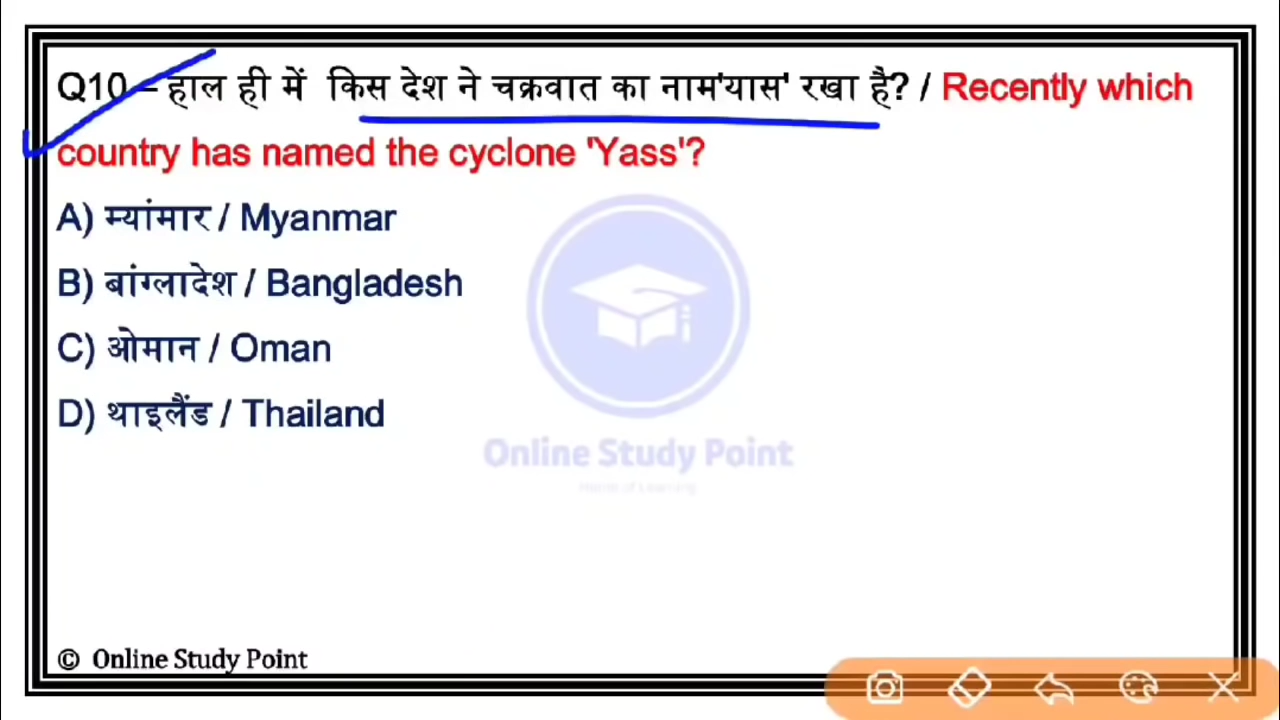 Q10 – हाल ही में किस देश ने चक्रवात का नाम'यास' रखा है? / Recently which
country has named the cyclone 'Yass'?
A) म्यांमार / Myanmar
B) बांग्लादेश / Bangladesh
C) ओमान / Oman
D) थाइलैंड / Thailand
Online Study Point
© Online Study Point